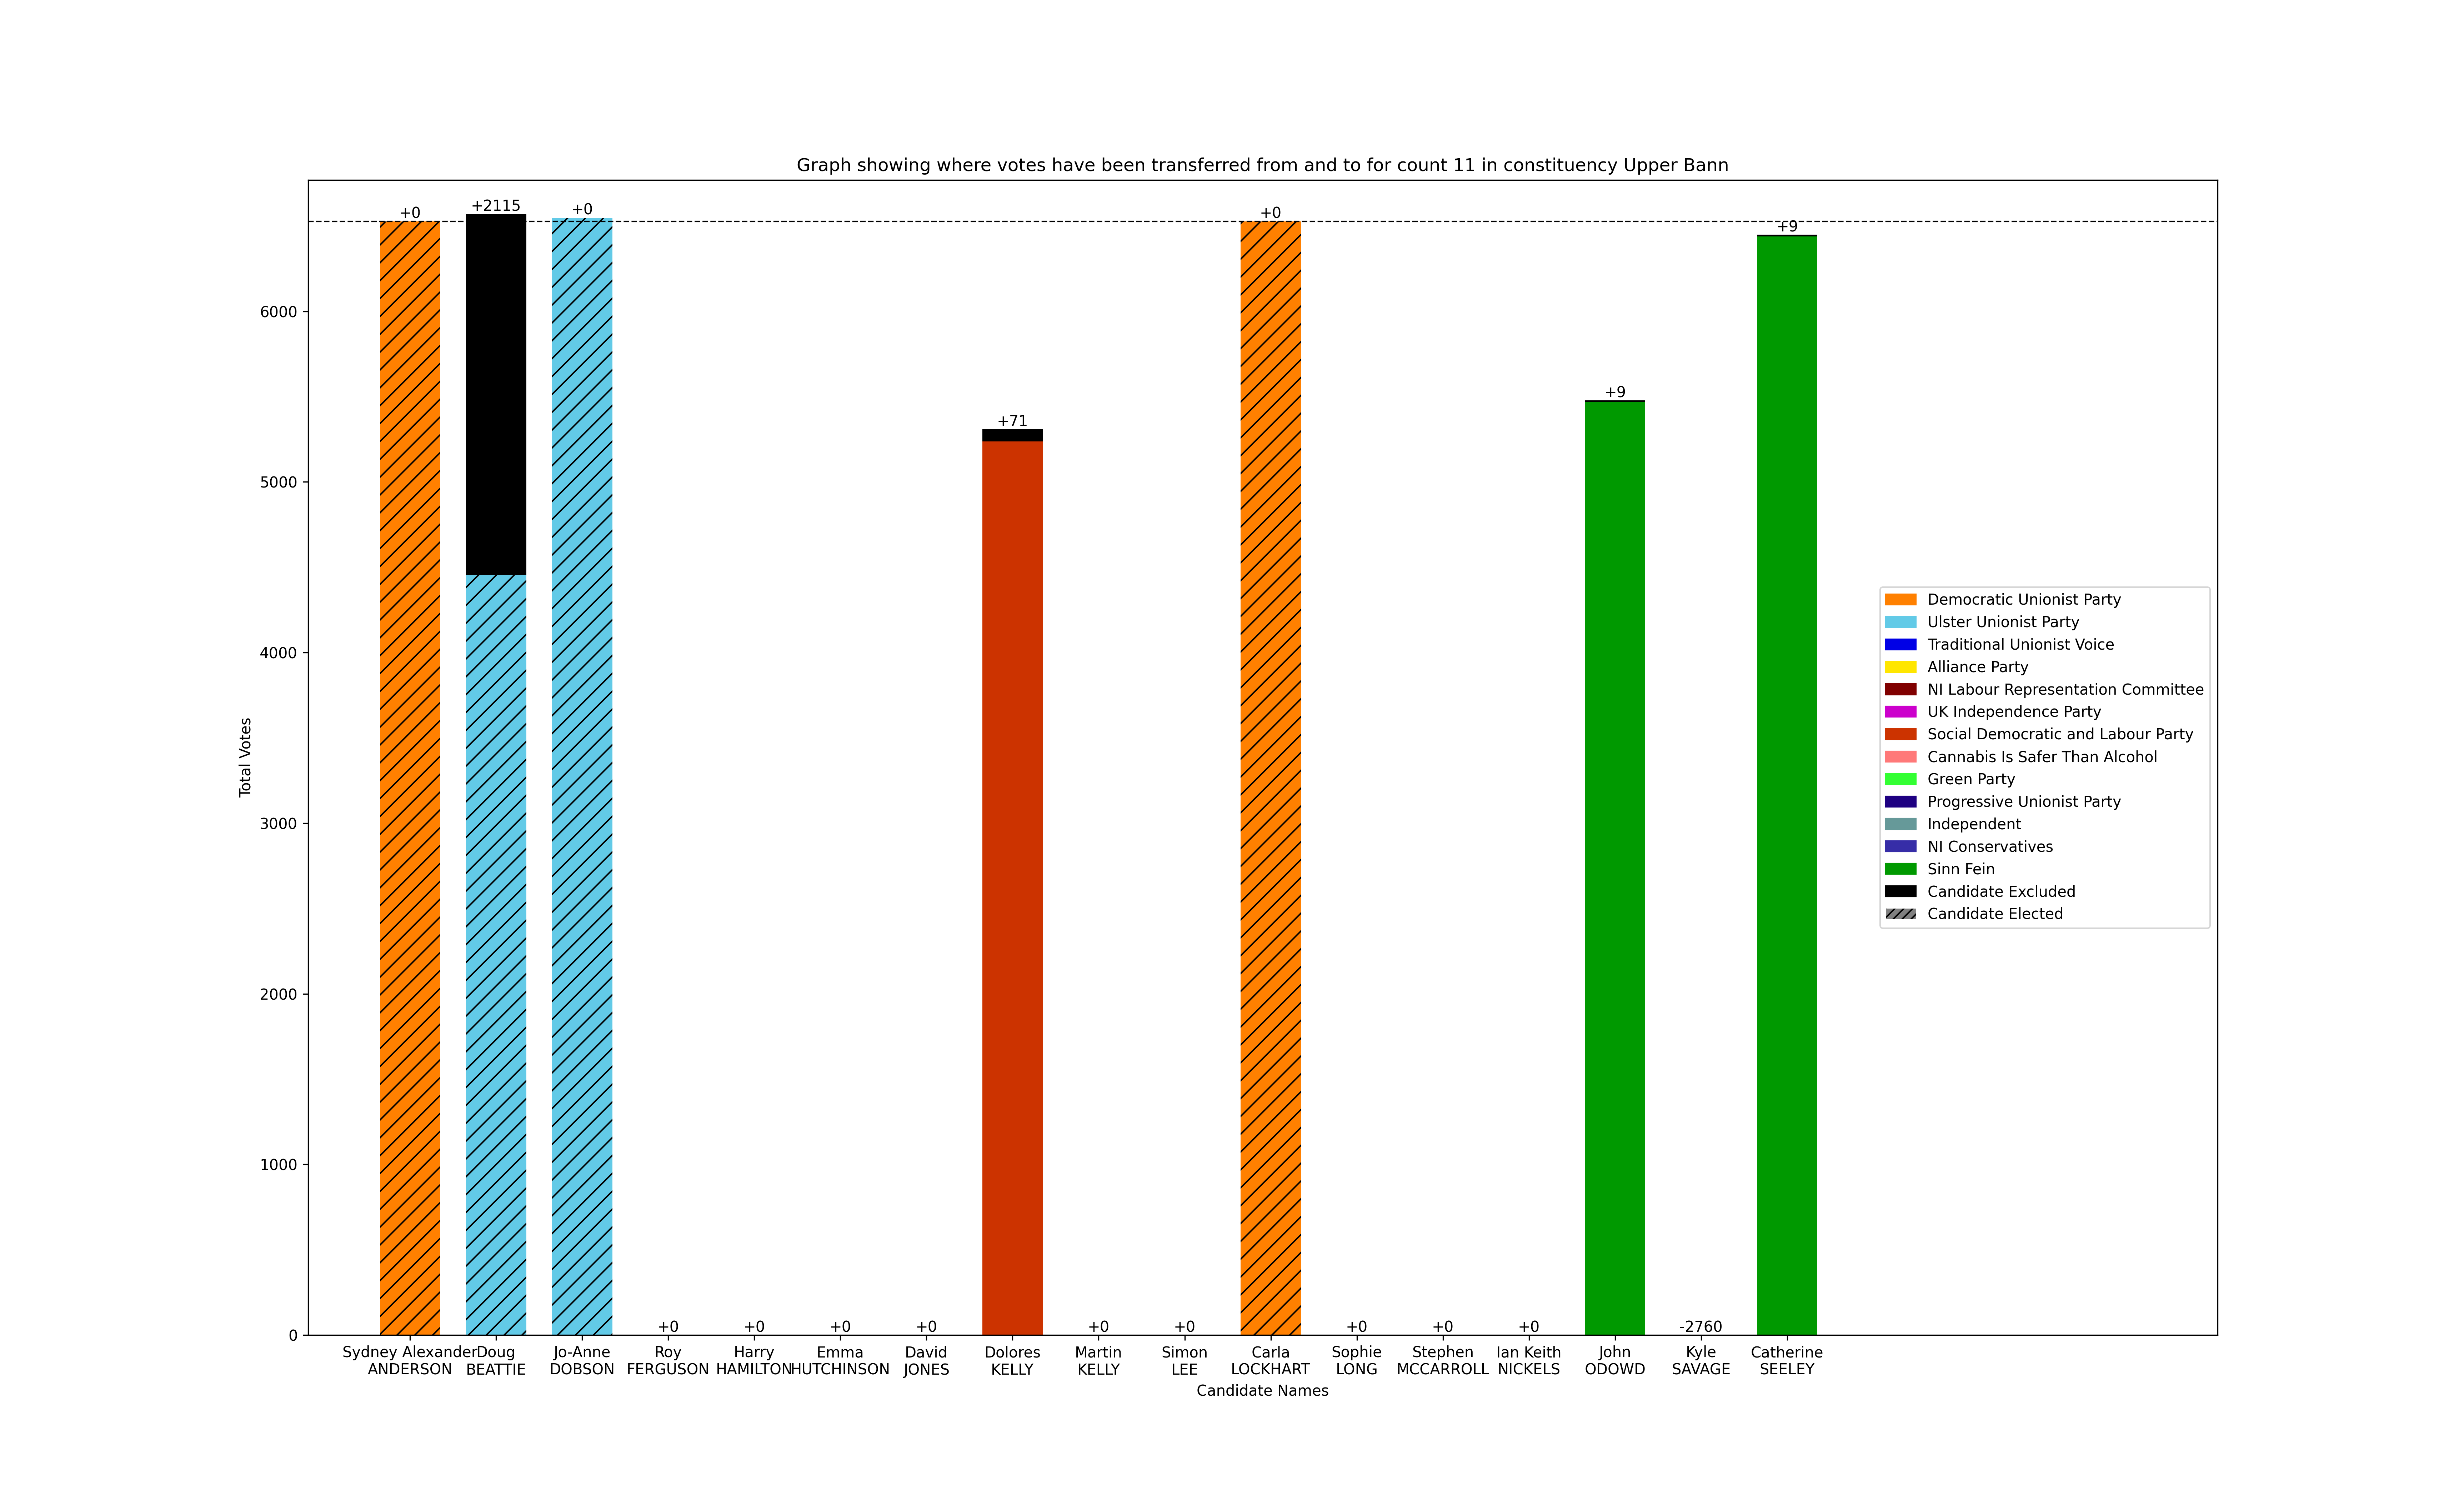 Graph showing where votes have been transferred from and to for count 11 in constituency Upper Bann
+0
+2115
+0
+0
+0
+0
+0
+71
+0
+0
+0
+0
+0
+0
+9
-2760
+9
Total Votes
6000
5000
4000
3000
2000
1000
0
Democratic Unionist Party
Ulster Unionist Party
Traditional Unionist Voice
Alliance Party
NI Labour Representation Committee
UK Independence Party
Social Democratic and Labour Party
Cannabis Is Safer Than Alcohol
Green Party
Progressive Unionist Party
Independent
NI Conservatives
Sinn Fein
Candidate Excluded
Candidate Elected
Sydney Alexander
ANDERSON
Doug
BEATTIE
Jo-Anne
DOBSON
Roy
FERGUSON
Harry
HAMILTON
Emma
HUTCHINSON
David
JONES
Dolores
KELLY
Martin
KELLY
Simon
LEE
Carla
LOCKHART
Sophie
LONG
Stephen
MCCARROLL
Ian Keith
NICKELS
John
ODOWD
Kyle
SAVAGE
Catherine
SEELEY
Candidate Names